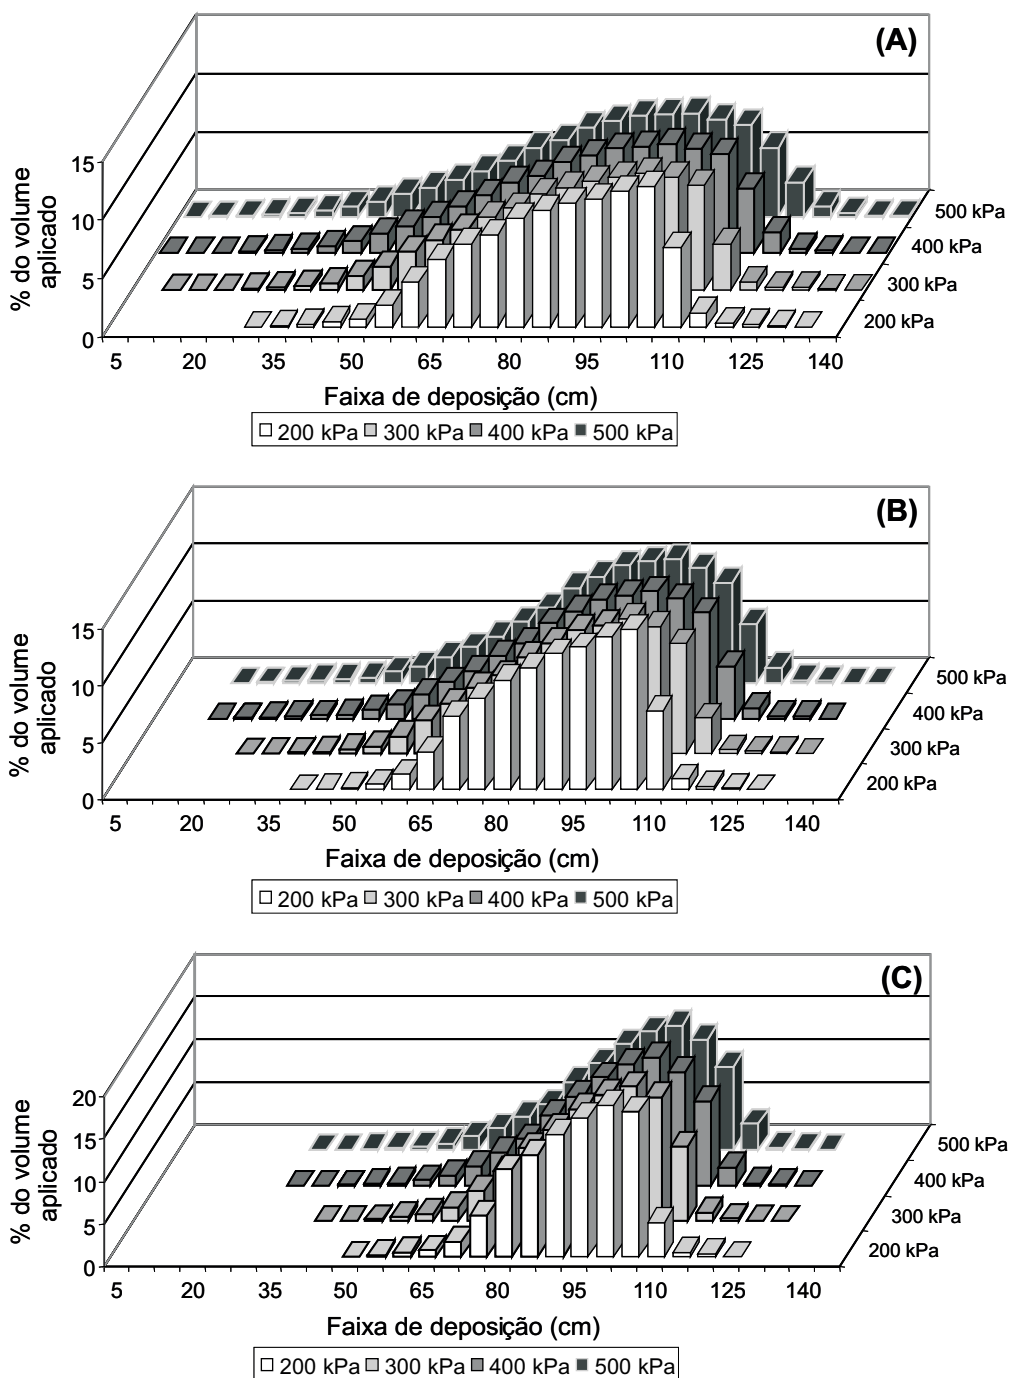 (A)
15
10
5
0
% do volume
aplicado
500 kPa
400 kPa
300 kPa
200 kPa
5 20 35 50 65 80 95 110 125 140
Faixa de deposição (cm)
200 kPa 300 kPa 400 kPa 500 kPa
(B)
15
10
5
0
% do volume
aplicado
500 kPa
400 kPa
300 kPa
200 kPa
5 20 35 50 65 80 95 110 125 140
Faixa de deposição (cm)
200 kPa 300 kPa 400 kPa 500 kPa
(C)
20
15
10
5
0
% do volume
aplicado
500 kPa
400 kPa
300 kPa
200 kPa
5 20 35 50 65 80 95 110 125 140
Faixa de deposição (cm)
200 kPa 300 kPa 400 kPa 500 kPa